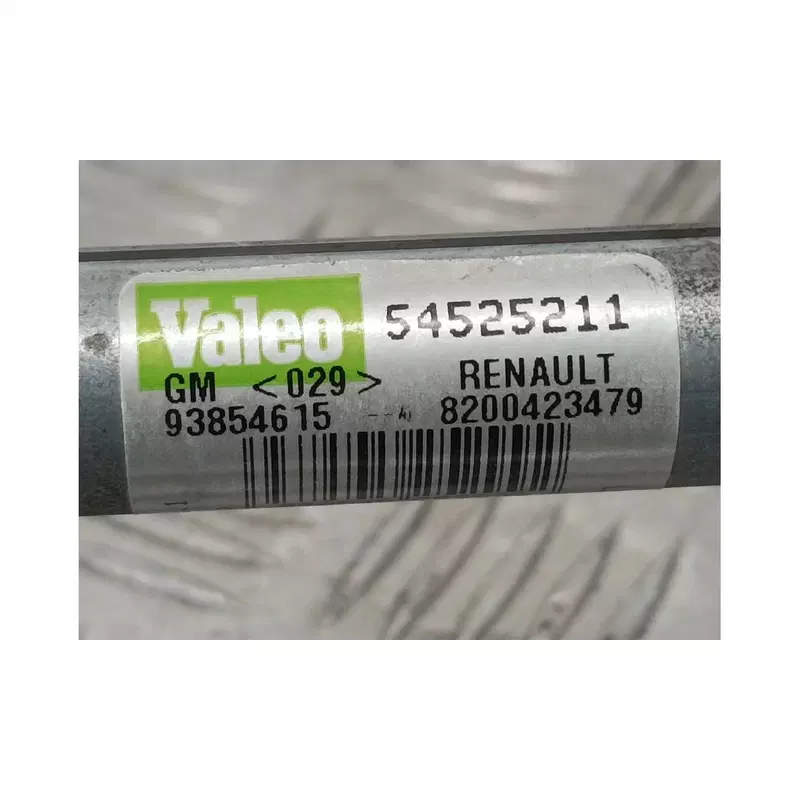 Valeo 54525211
GM <029> RENAULT
93854615 8200423479